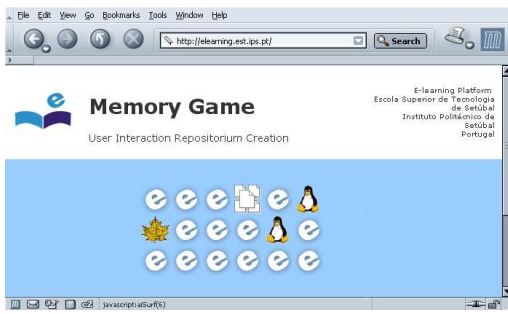 File Edit View Go Bookmarks Tools Window Help
http://elearning.est.ips.pt/ Search
Memory Game
User Interaction Repositorium Creation
E-learning Platform
Escola Superior de Tecnologia
de Setúbal
Instituto Politécnico de
Setúbal
Portugal
javascript:alSurf(6)